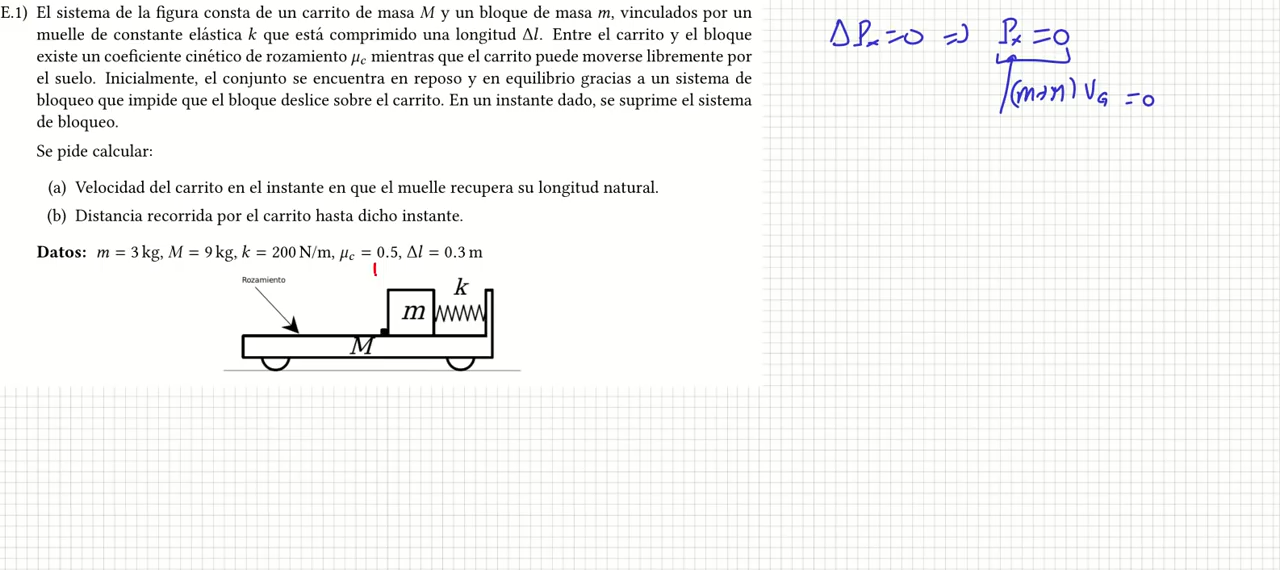 E.1) El sistema de la figura consta de un carrito de masa M y un bloque de masa m, vinculados por un
muelle de constante elástica k que está comprimido una longitud Δl. Entre el carrito y el bloque
existe un coeficiente cinético de rozamiento μc mientras que el carrito puede moverse libremente por
el suelo. Inicialmente, el conjunto se encuentra en reposo y en equilibrio gracias a un sistema de
bloqueo que impide que el bloque deslice sobre el carrito. En un instante dado, se suprime el sistema
de bloqueo.
Se pide calcular:
(a) Velocidad del carrito en el instante en que el muelle recupera su longitud natural.
(b) Distancia recorrida por el carrito hasta dicho instante.
Datos: m = 3 kg, M = 9 kg, k = 200 N/m, μc = 0.5, Δl = 0.3 m
Rozamiento
k
m
M
ΔPx = 0 => Px = 0
(m+M) VG = 0